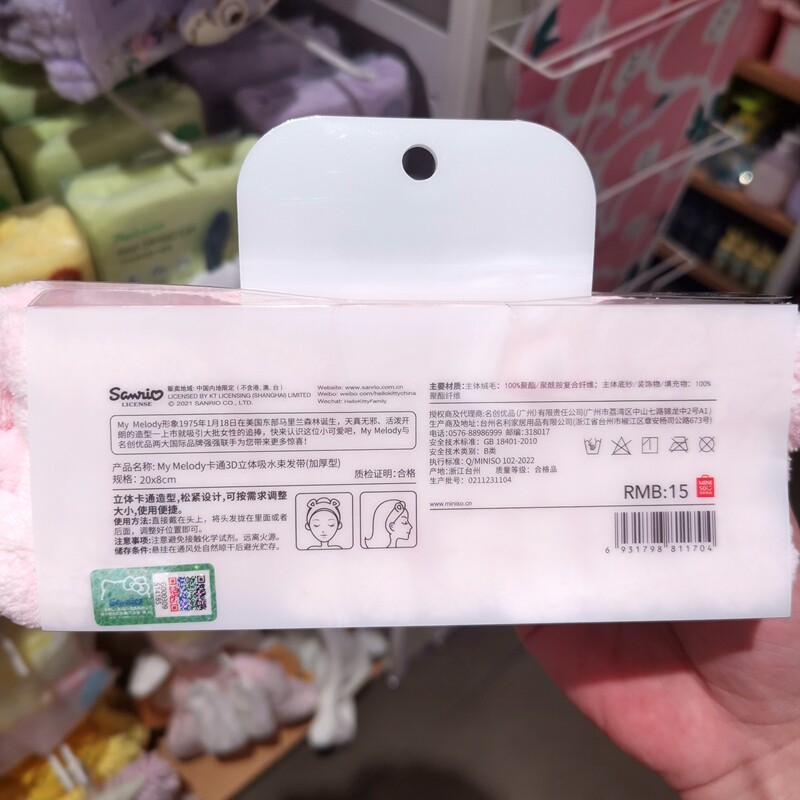 Sanrio
LICENSE
贩卖地域: 中国内地限定 (不含港, 澳, 台)
LICENSED BY KT LICENSING (SHANGHAI) LIMITED
© 2021 SANRIO CO., LTD.
Website: www.sanrio.com.cn
Weibo: weibo.com/hellokittychina
Wechat: HelloKittyFamily
My Melody形象1975年1月18日在美国东部马里兰森林诞生，天真无邪、活泼开
朗的造型一上市就吸引大批女性的追捧，快来认识这位小可爱吧，My Melody与
名创优品两大国际品牌强强联手为您带来更多惊喜！
产品名称: My Melody卡通3D立体吸水束发带(加厚型)
规格: 20x8cm
质检证明:合格
立体卡通造型,松紧设计,可按需求调整
大小,使用便捷。
使用方法:直接戴在头上，将头发拢在里面或者
后面，调整好位置即可。
注意事项:注意避免接触化学试剂。远离火源。
储存条件:悬挂在通风处自然晾干后避光贮存。
主要材质:主体绒毛：100%聚酯/聚酰胺复合纤维；主体底纱/装饰物/填充物：100%
聚酯纤维
授权商及代理商:名创优品(广州)有限责任公司(广州市荔湾区中山七路骝龙中2号A1)
生产商及地址:台州名利家居用品有限公司(浙江省台州市椒江区章安杨司公路673号)
电话:0576-88986999 邮编:318017
安全技术标准: GB 18401-2010
安全技术类别: B类
执行标准: Q/MINISO 102-2022
产地:浙江台州 质量等级：合格品
生产批号：0211231104
RMB:15
MINI
SO
www.miniso.cn
6 931798 811704